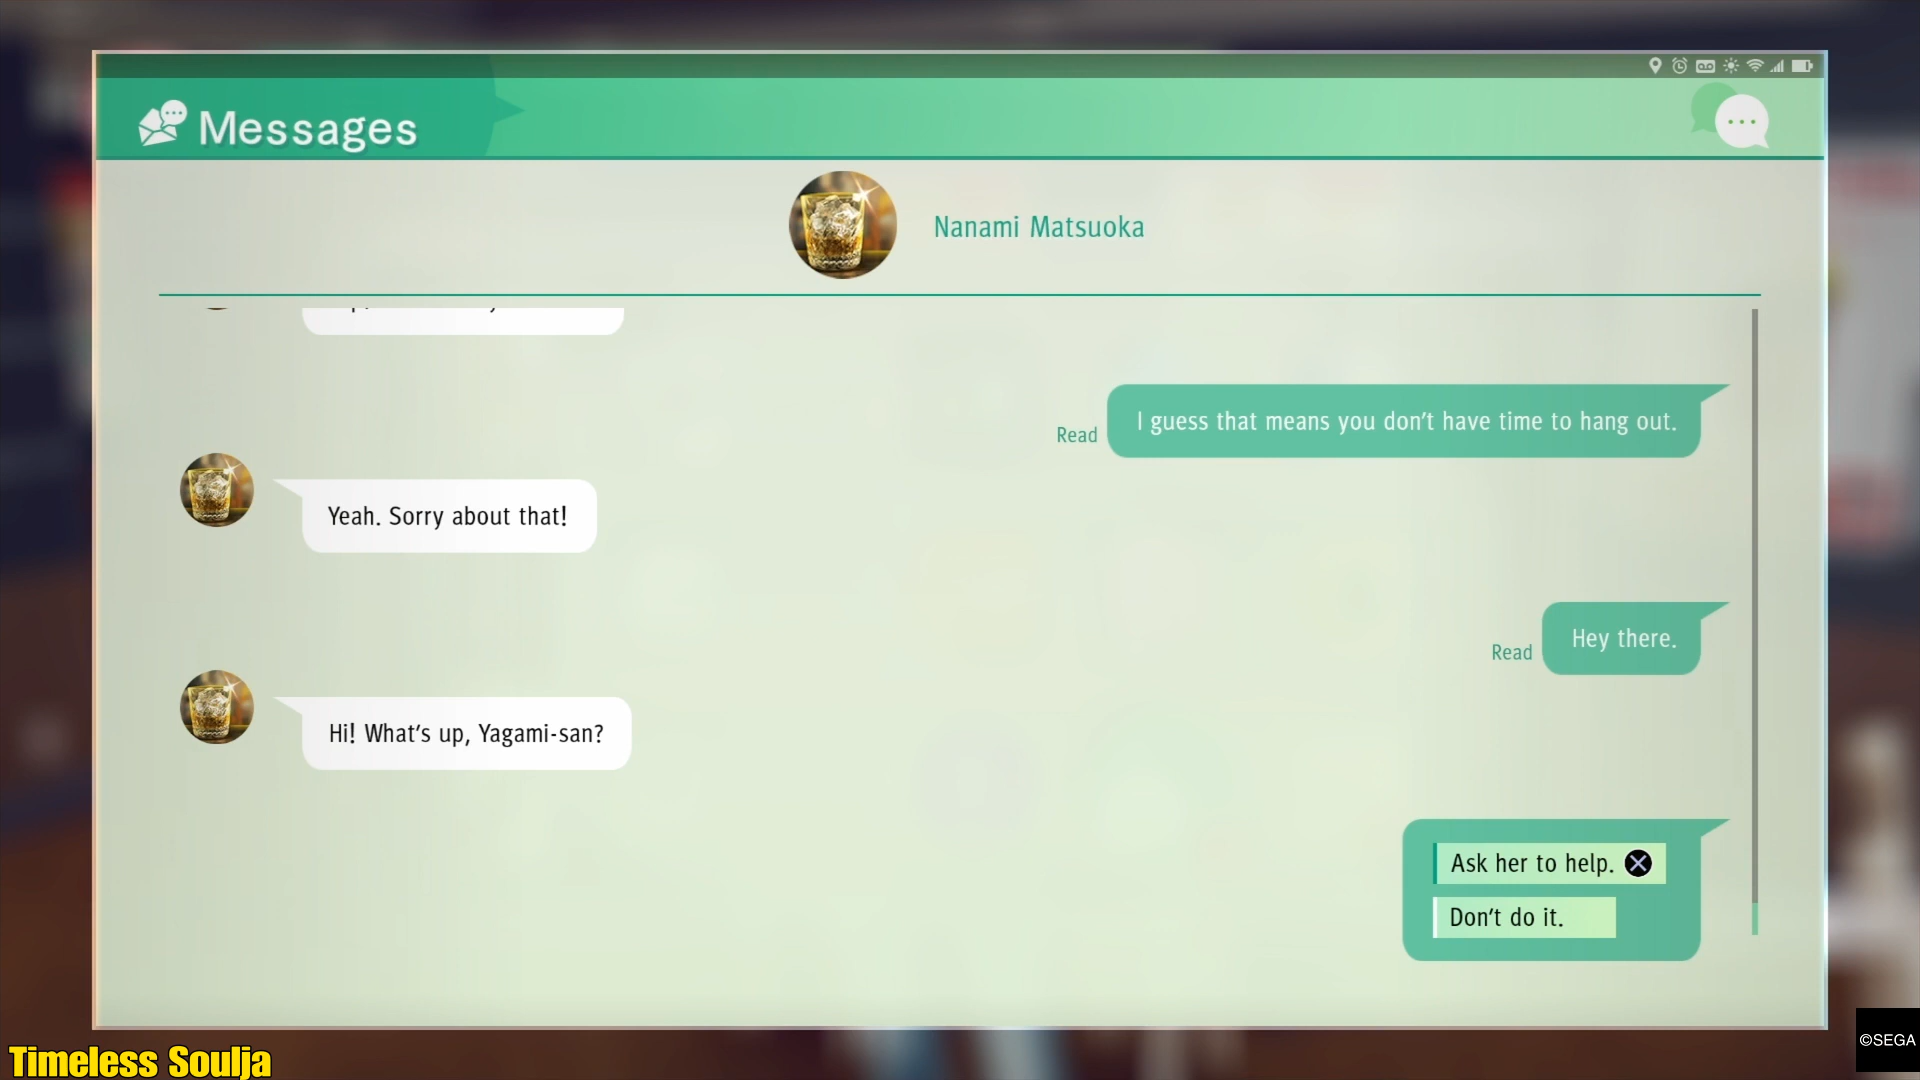 Messages
Nanami Matsuoka
I guess that means you don't have time to hang out.
Read
Yeah. Sorry about that!
Hey there.
Read
Hi! What's up, Yagami-san?
Ask her to help.
Don't do it.
Timeless Soulja
©SEGA